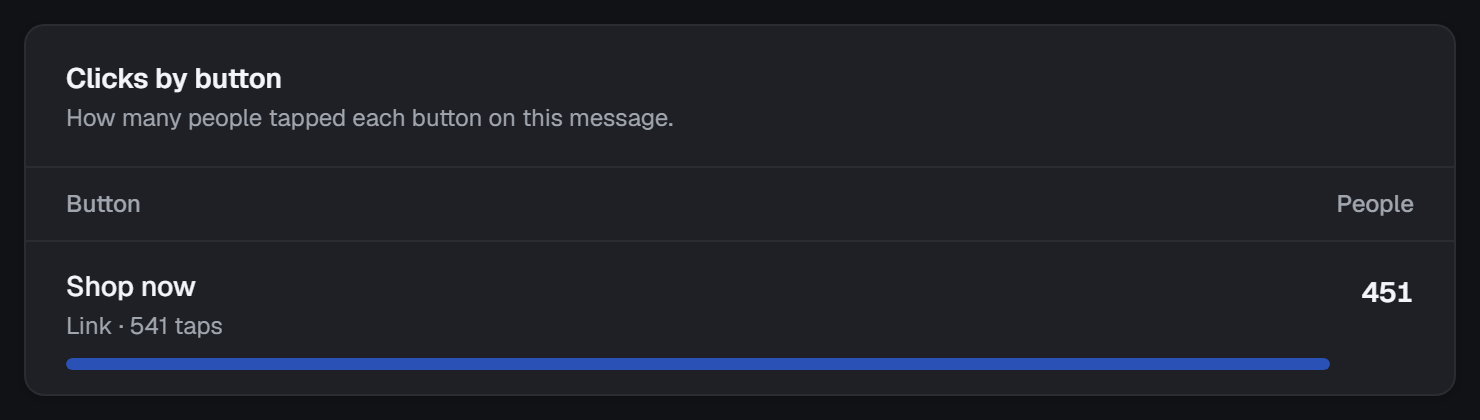 Clicks by button
How many people tapped each button on this message.
Button People
Shop now 451
Link · 541 taps